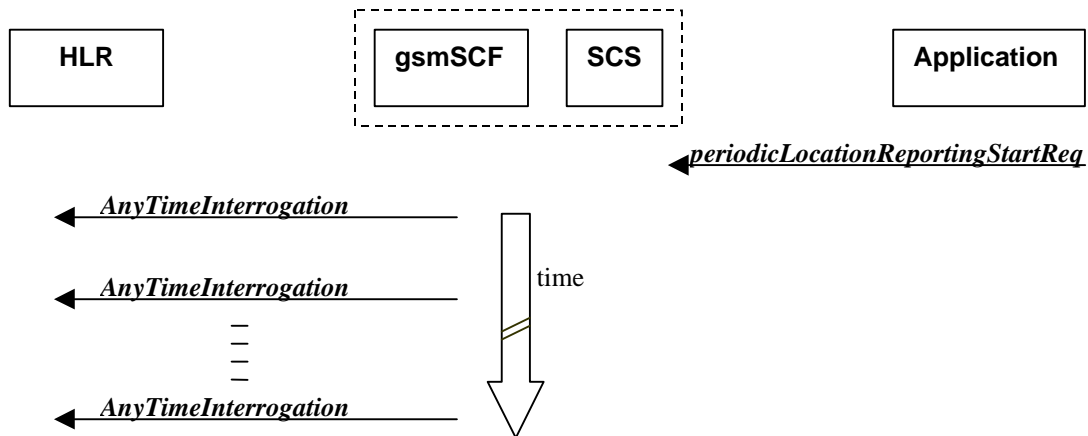 HLR
gsmSCF
SCS
Application
periodicLocationReportingStartReq
AnyTimeInterrogation
time
AnyTimeInterrogation
AnyTimeInterrogation